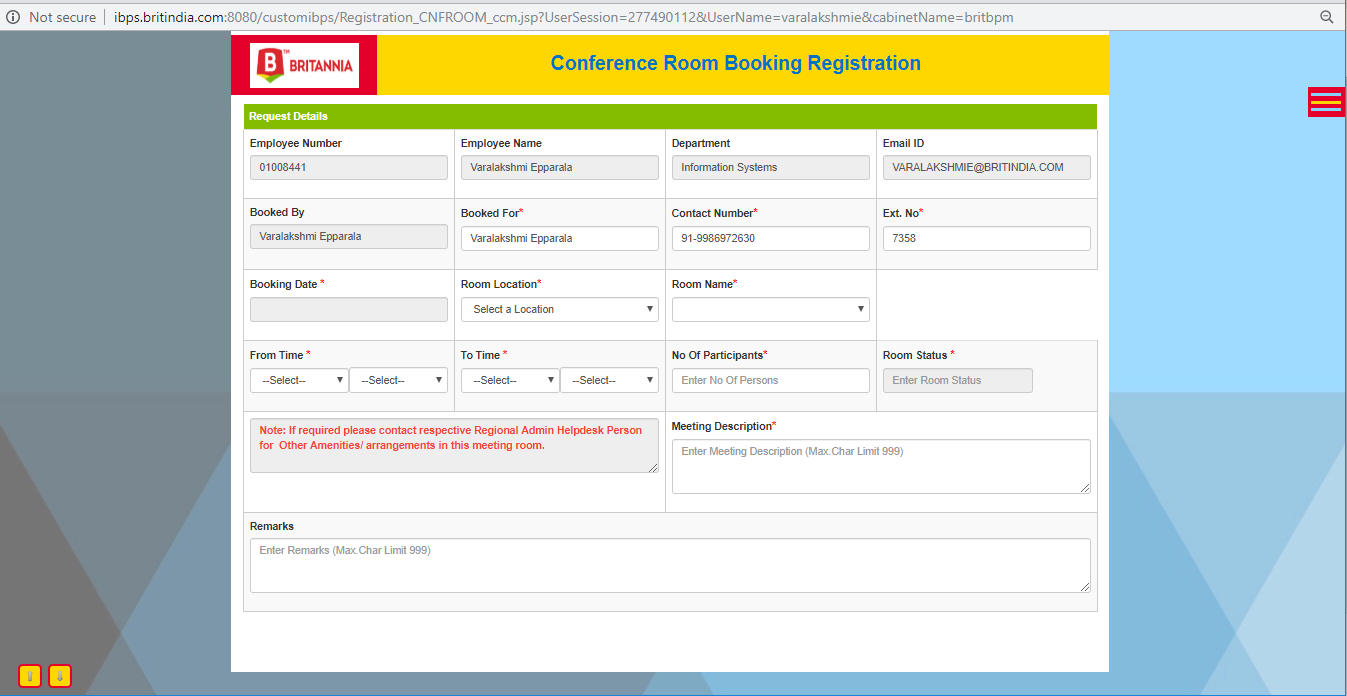 Not secure | ibps.britindia.com:8080/customibps/Registration_CNFROOM_ccm.jsp?UserSession=277490112&UserName=varalakshmie&cabinetName=britbpm
B BRITANNIA™
Conference Room Booking Registration
Request Details
Employee Number Employee Name Department Email ID
01008441 Varalakshmi Epparala Information Systems VARALAKSHMIE@BRITINDIA.COM
Booked By Booked For* Contact Number* Ext. No*
Varalakshmi Epparala Varalakshmi Epparala 91-9986972630 7358
Booking Date * Room Location* Room Name*
Select a Location
From Time * To Time * No Of Participants* Room Status *
--Select-- --Select-- --Select-- --Select-- Enter No Of Persons Enter Room Status
Note: If required please contact respective Regional Admin Helpdesk Person
for Other Amenities/ arrangements in this meeting room.
Meeting Description*
Enter Meeting Description (Max.Char Limit 999)
Remarks
Enter Remarks (Max.Char Limit 999)